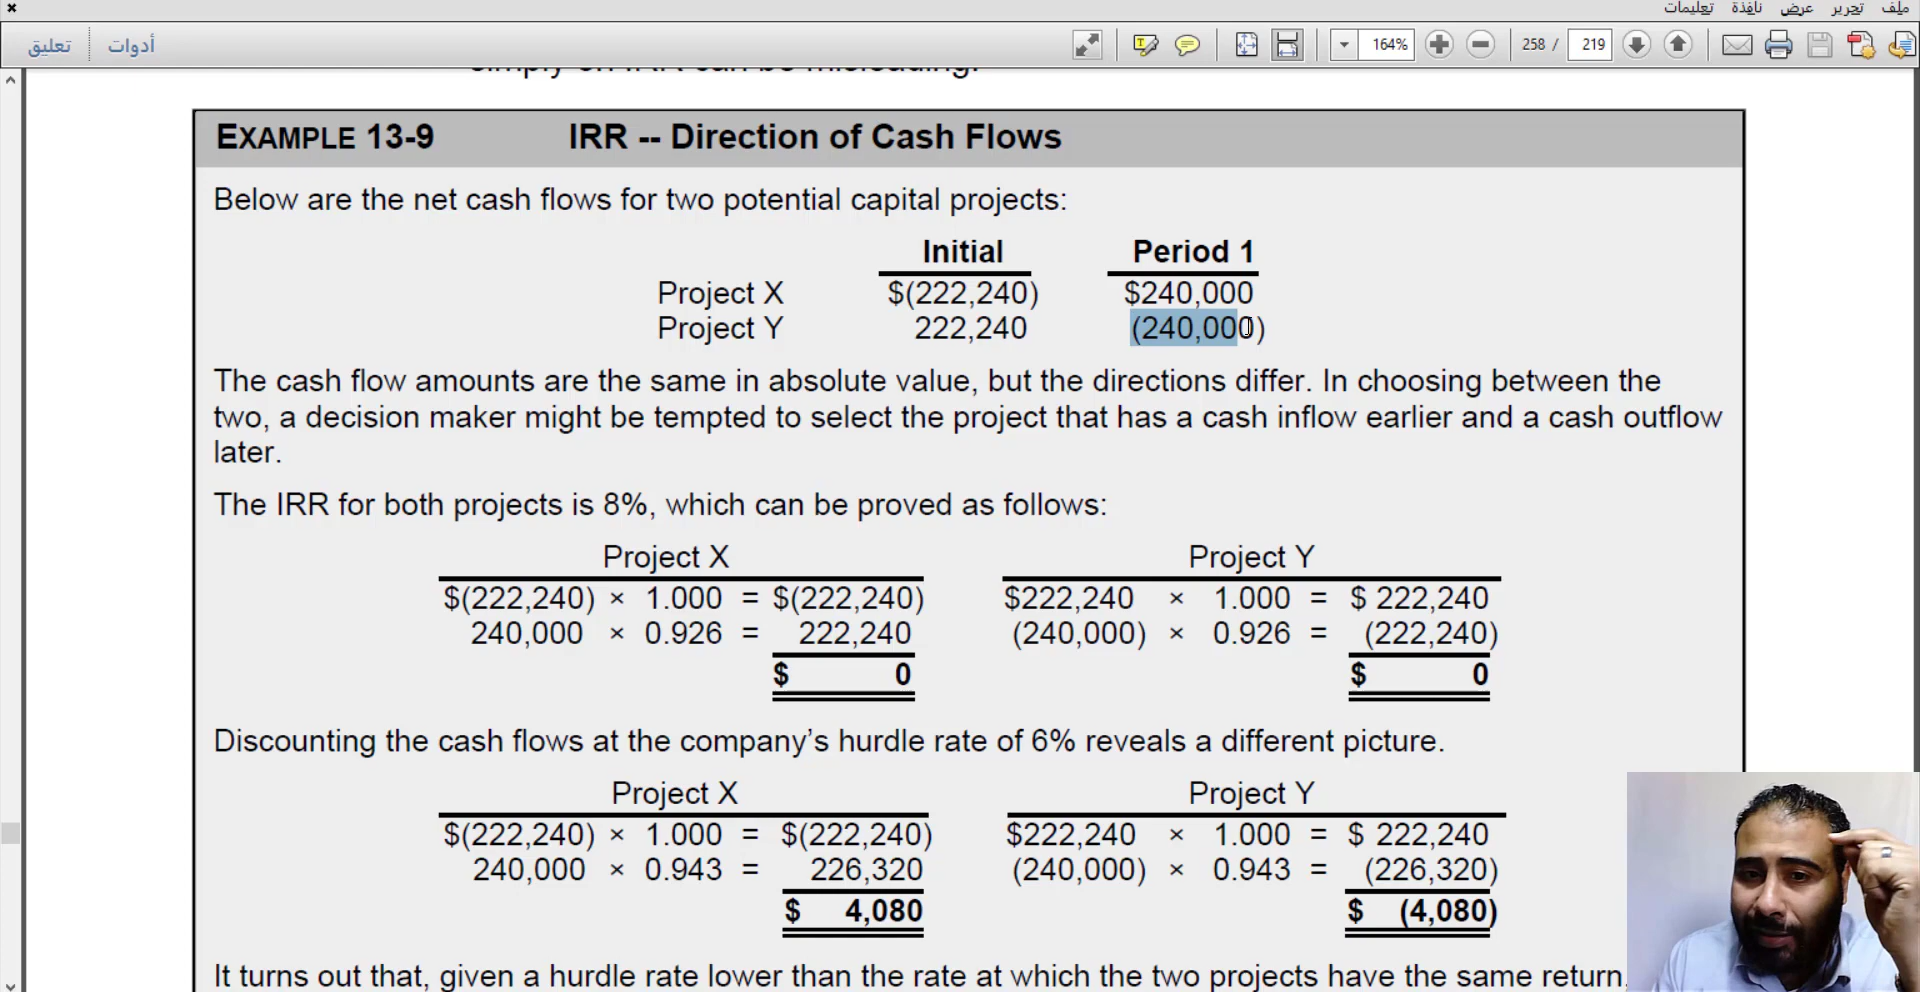 ملف تحرير عرض نافذة تعليمات
أدوات تعليق
164% 258 / 219
simply on IRR can be misleading.
EXAMPLE 13-9 IRR -- Direction of Cash Flows
Below are the net cash flows for two potential capital projects:
Initial Period 1
Project X $(222,240) $240,000
Project Y 222,240 (240,000)
The cash flow amounts are the same in absolute value, but the directions differ. In choosing between the
two, a decision maker might be tempted to select the project that has a cash inflow earlier and a cash outflow
later.
The IRR for both projects is 8%, which can be proved as follows:
Project X Project Y
$(222,240) × 1.000 = $(222,240) $222,240 × 1.000 = $ 222,240
240,000 × 0.926 = 222,240 (240,000) × 0.926 = (222,240)
$ 0 $ 0
Discounting the cash flows at the company’s hurdle rate of 6% reveals a different picture.
Project X Project Y
$(222,240) × 1.000 = $(222,240) $222,240 × 1.000 = $ 222,240
240,000 × 0.943 = 226,320 (240,000) × 0.943 = (226,320)
$ 4,080 $ (4,080)
It turns out that, given a hurdle rate lower than the rate at which the two projects have the same return,